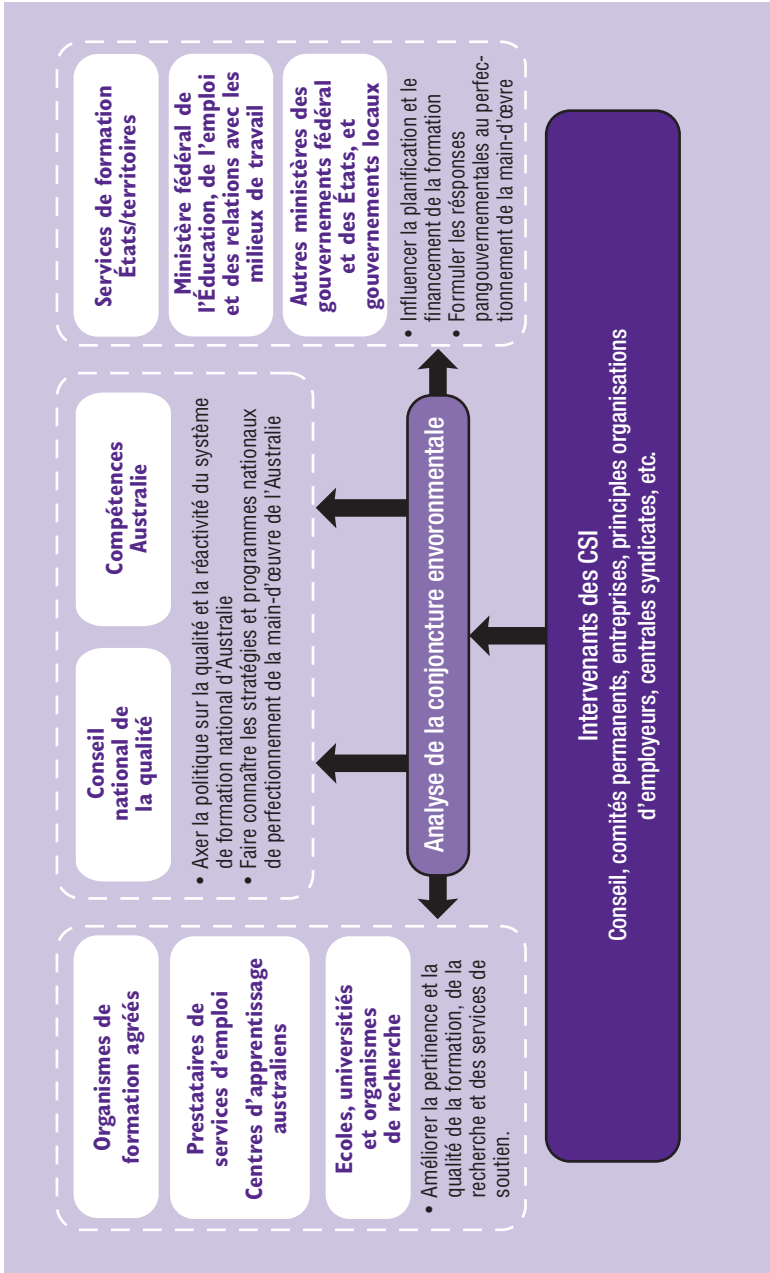 Organismes de
formation agréés
Prestataires de
services d'emploi
Centres d'apprentissage
australiens
Ecoles, universitiés
et organismes
de recherche
• Améliorer la pertinence et la
qualité de la formation, de la
recherche et des services de
soutien.
Conseil
national de
la qualité
Compétences
Australie
• Axer la politique sur la qualité et la réactivité du système
de formation national d'Australie
• Faire connaître les stratégies et programmes nationaux
de perfectionnement de la main-d'œuvre de l'Australie
Services de formation
États/territoires
Ministère fédéral de
l'Éducation, de l'emploi
et des relations avec les
milieux de travail
Autres ministères des
gouvernements fédéral
et des États, et
gouvernements locaux
• Influencer la planification et le
financement de la formation
• Formuler les résponses
pangouvernementales au perfec-
tionnement de la main-d'œvre
Analyse de la conjoncture envoronmentale
Intervenants des CSI
Conseil, comités permanents, entreprises, principles organisations
d'employeurs, centrales syndicates, etc.